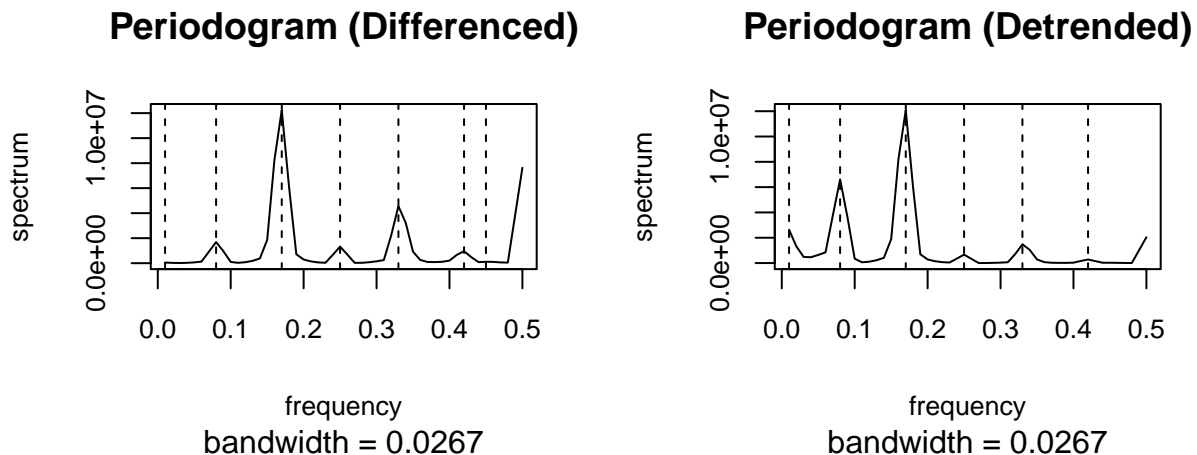 Periodogram (Differenced)
spectrum
1.0e+07
0.0e+00
0.0 0.1 0.2 0.3 0.4 0.5
frequency
bandwidth = 0.0267
Periodogram (Detrended)
spectrum
1.0e+07
0.0e+00
0.0 0.1 0.2 0.3 0.4 0.5
frequency
bandwidth = 0.0267